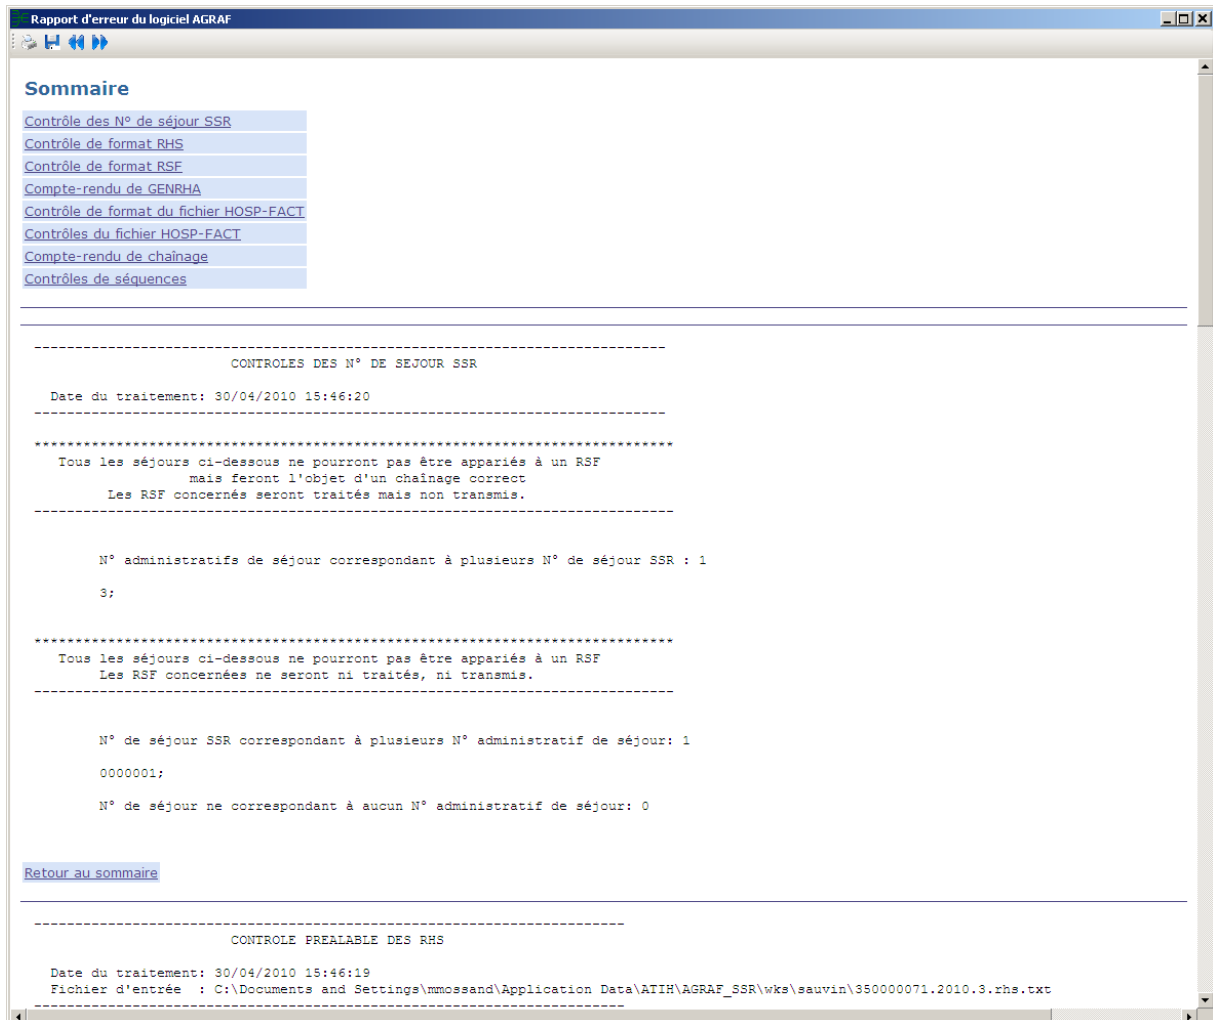 Rapport d'erreur du logiciel AGRAF
Sommaire
Contrôle des N° de séjour SSR
Contrôle de format RHS
Contrôle de format RSF
Compte-rendu de GENRHA
Contrôle de format du fichier HOSP-FACT
Contrôles du fichier HOSP-FACT
Compte-rendu de chaînage
Contrôles de séquences
-----------------------------------------------------------------------------
CONTROLES DES N° DE SEJOUR SSR
Date du traitement: 30/04/2010 15:46:20
-----------------------------------------------------------------------------
******************************************************************************
Tous les séjours ci-dessous ne pourront pas être appariés à un RSF
mais feront l'objet d'un chaînage correct
Les RSF concernés seront traités mais non transmis.
------------------------------------------------------------------------------
N° administratifs de séjour correspondant à plusieurs N° de séjour SSR : 1
3;
******************************************************************************
Tous les séjours ci-dessous ne pourront pas être appariés à un RSF
Les RSF concernées ne seront ni traités, ni transmis.
------------------------------------------------------------------------------
N° de séjour SSR correspondant à plusieurs N° administratif de séjour: 1
0000001;
N° de séjour ne correspondant à aucun N° administratif de séjour: 0
Retour au sommaire
------------------------------------------------------------------------
CONTROLE PREALABLE DES RHS
Date du traitement: 30/04/2010 15:46:19
Fichier d'entrée  : C:\Documents and Settings\mmossand\Application Data\ATIH\AGRAF_SSR\wks\sauvin\350000071.2010.3.rhs.txt
------------------------------------------------------------------------